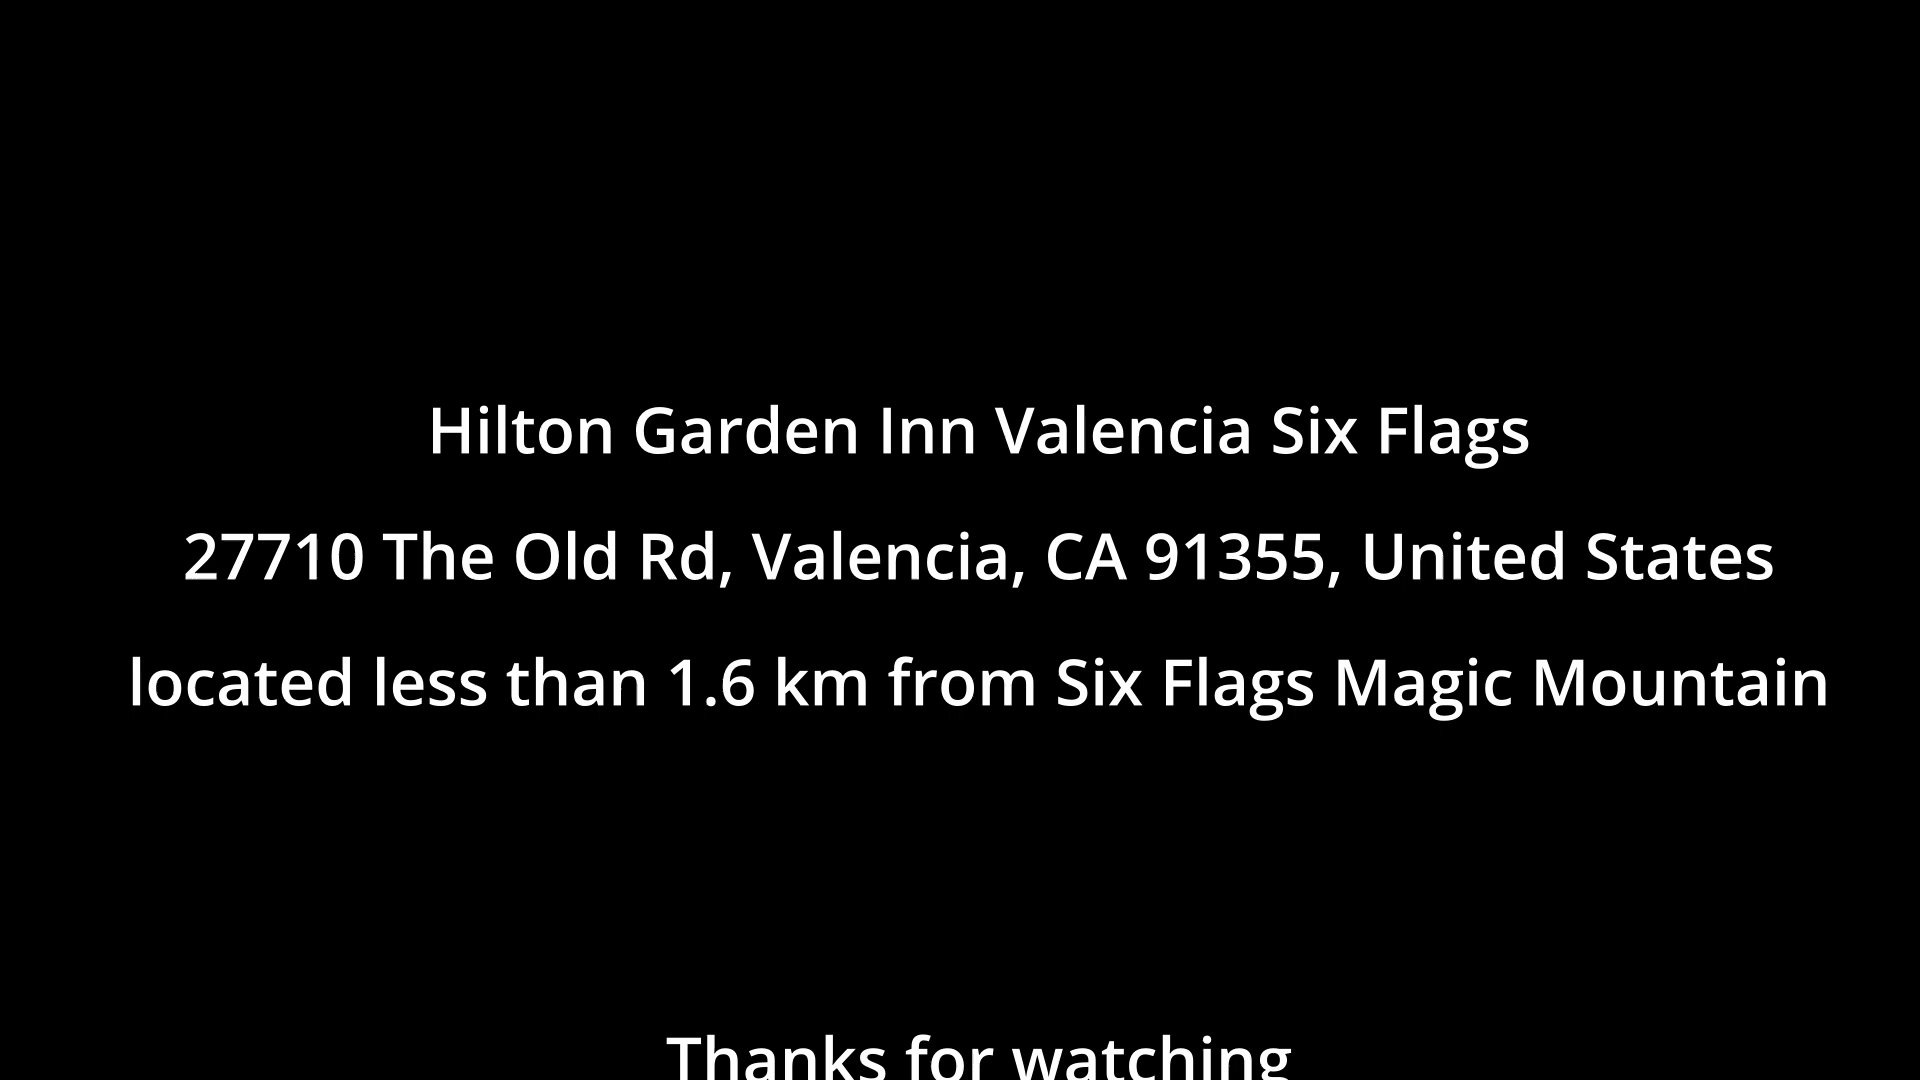 Hilton Garden Inn Valencia Six Flags
27710 The Old Rd, Valencia, CA 91355, United States
located less than 1.6 km from Six Flags Magic Mountain
Thanks for watching